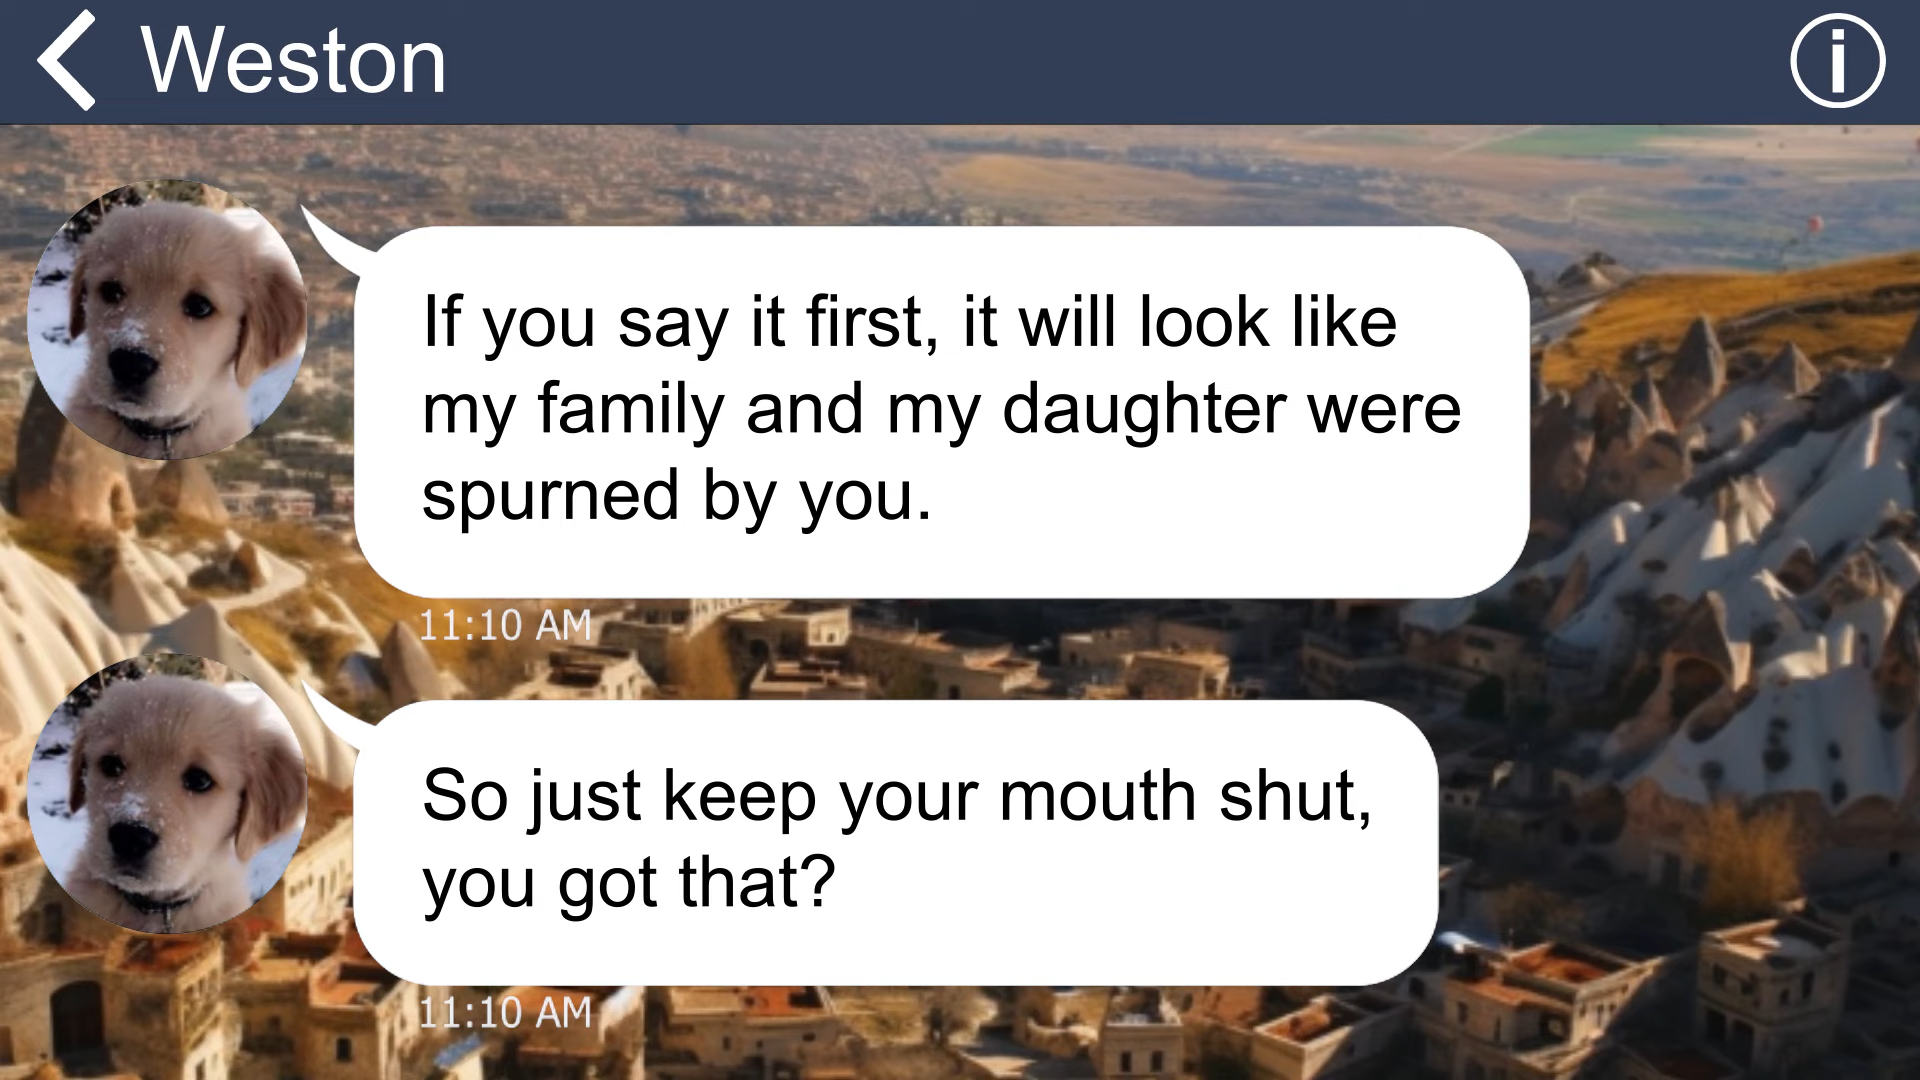 Weston
If you say it first, it will look like
my family and my daughter were
spurned by you.
11:10 AM
So just keep your mouth shut,
you got that?
11:10 AM